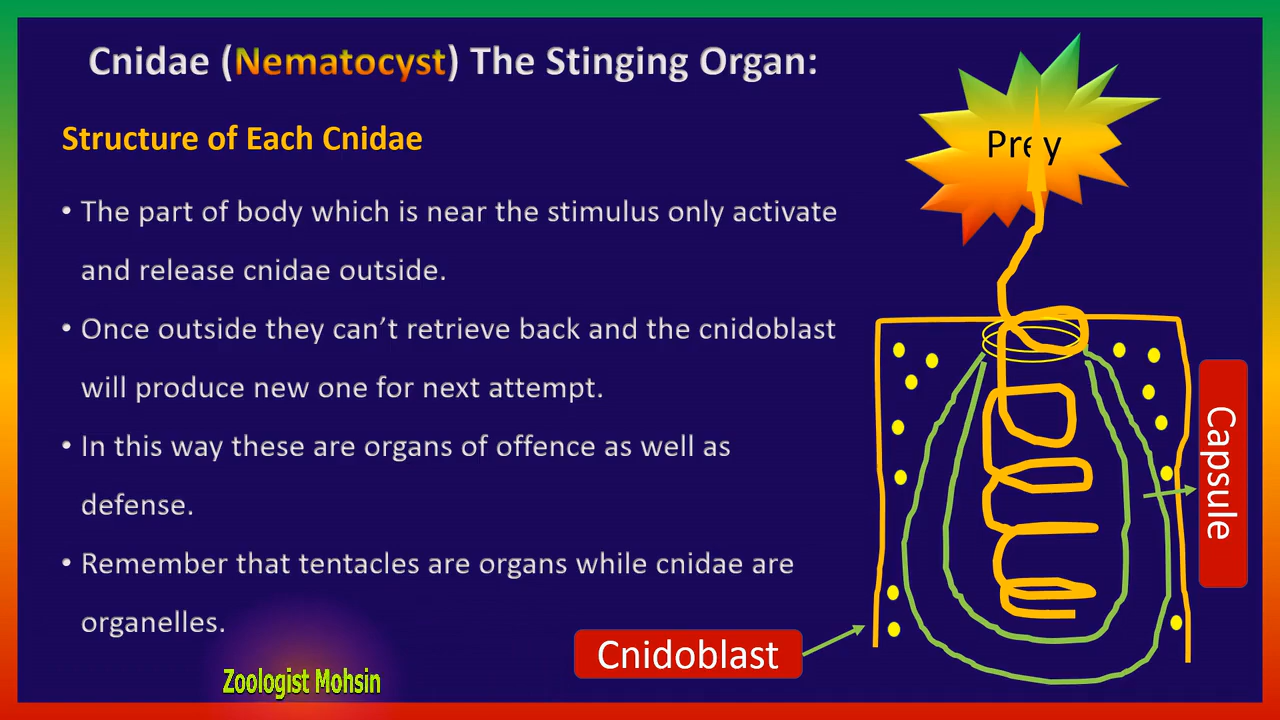 Cnidae (Nematocyst) The Stinging Organ:
Structure of Each Cnidae
• The part of body which is near the stimulus only activate
and release cnidae outside.
• Once outside they can’t retrieve back and the cnidoblast
will produce new one for next attempt.
• In this way these are organs of offence as well as
defense.
• Remember that tentacles are organs while cnidae are
organelles.
Zoologist Mohsin
Prey
Capsule
Cnidoblast